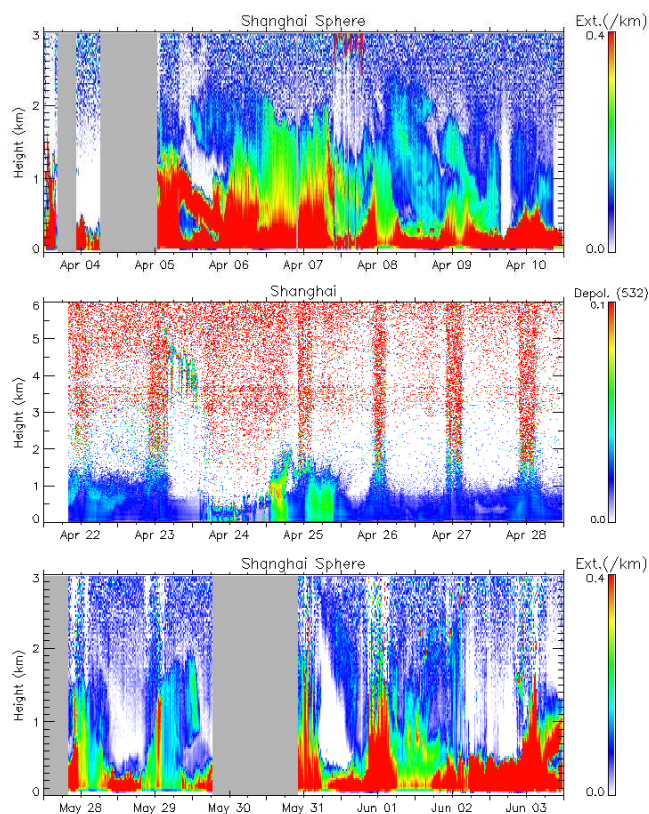 Shanghai Sphere
Ext.(/km)
3
2
1
0
Height (km)
0.4
0.0
Apr 04 Apr 05 Apr 06 Apr 07 Apr 08 Apr 09 Apr 10
Shanghai
Depol. (532)
6
5
4
3
2
1
0
Height (km)
0.1
0.0
Apr 22 Apr 23 Apr 24 Apr 25 Apr 26 Apr 27 Apr 28
Shanghai Sphere
Ext.(/km)
3
2
1
0
Height (km)
0.4
0.0
May 28 May 29 May 30 May 31 Jun 01 Jun 02 Jun 03